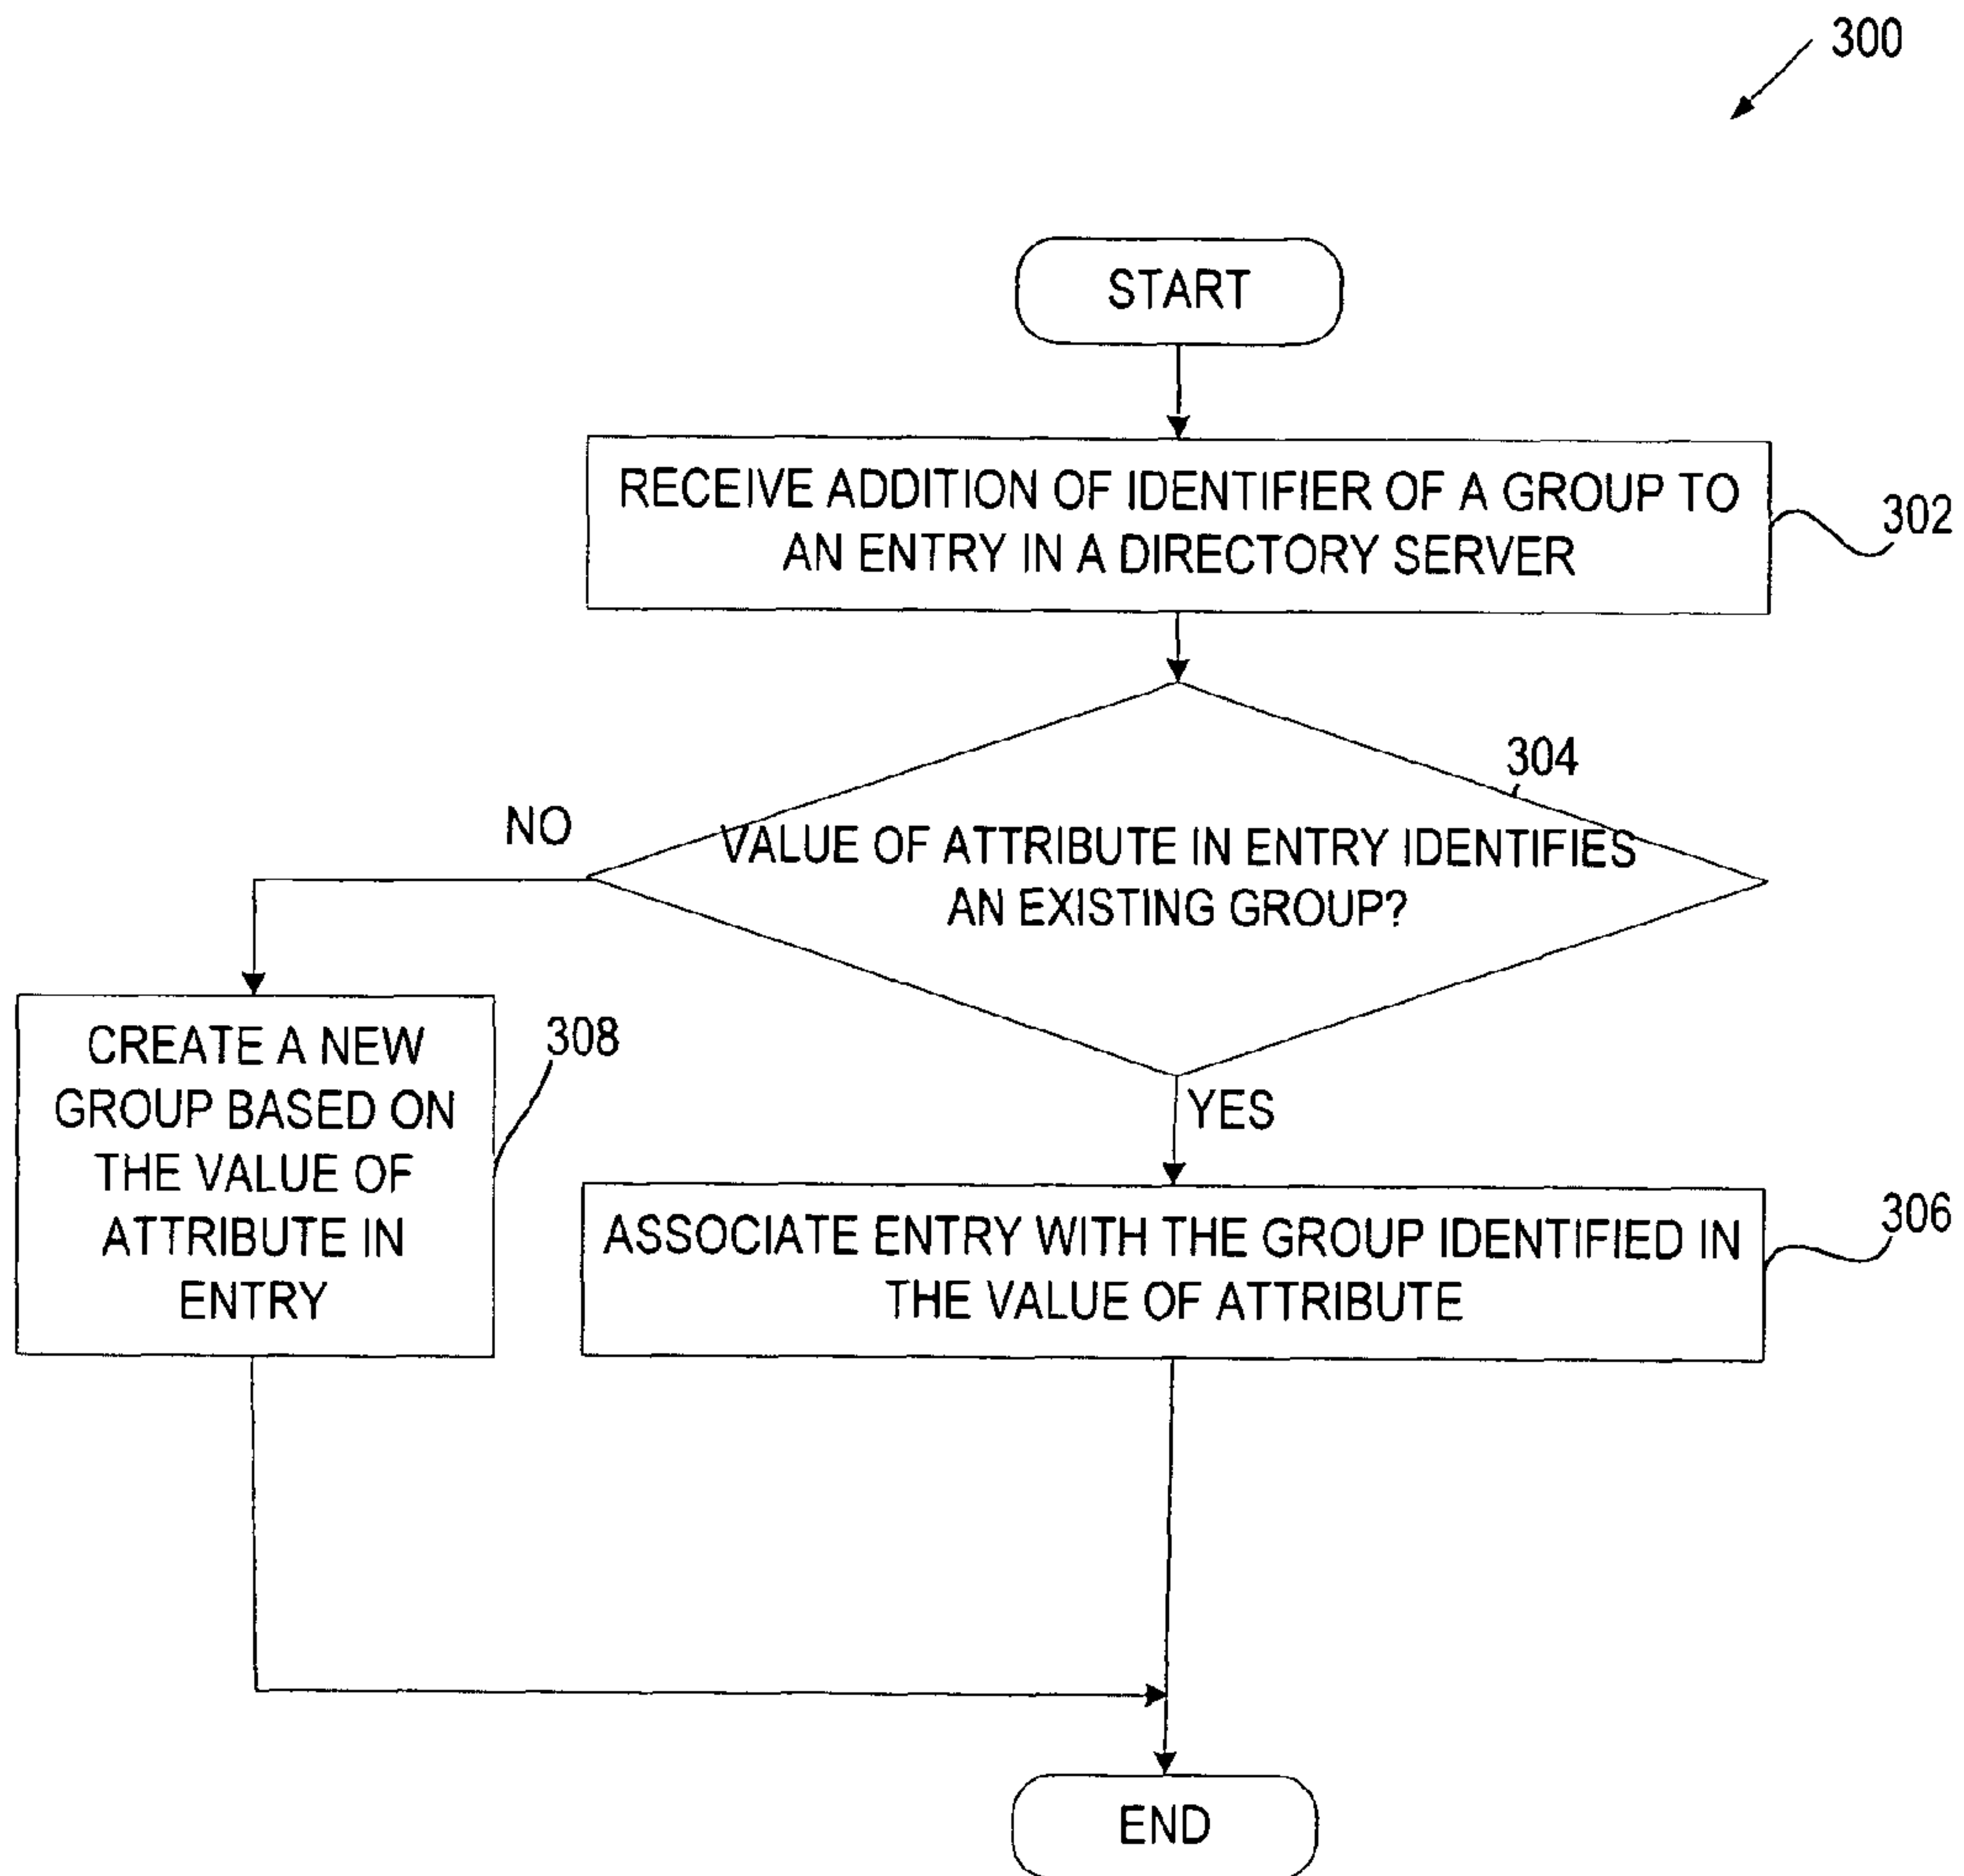 300
START
RECEIVE ADDITION OF IDENTIFIER OF A GROUP TO
AN ENTRY IN A DIRECTORY SERVER
302
304
NO
VALUE OF ATTRIBUTE IN ENTRY IDENTIFIES
AN EXISTING GROUP?
CREATE A NEW
GROUP BASED ON
THE VALUE OF
ATTRIBUTE IN
ENTRY
308
YES
ASSOCIATE ENTRY WITH THE GROUP IDENTIFIED IN
THE VALUE OF ATTRIBUTE
306
END